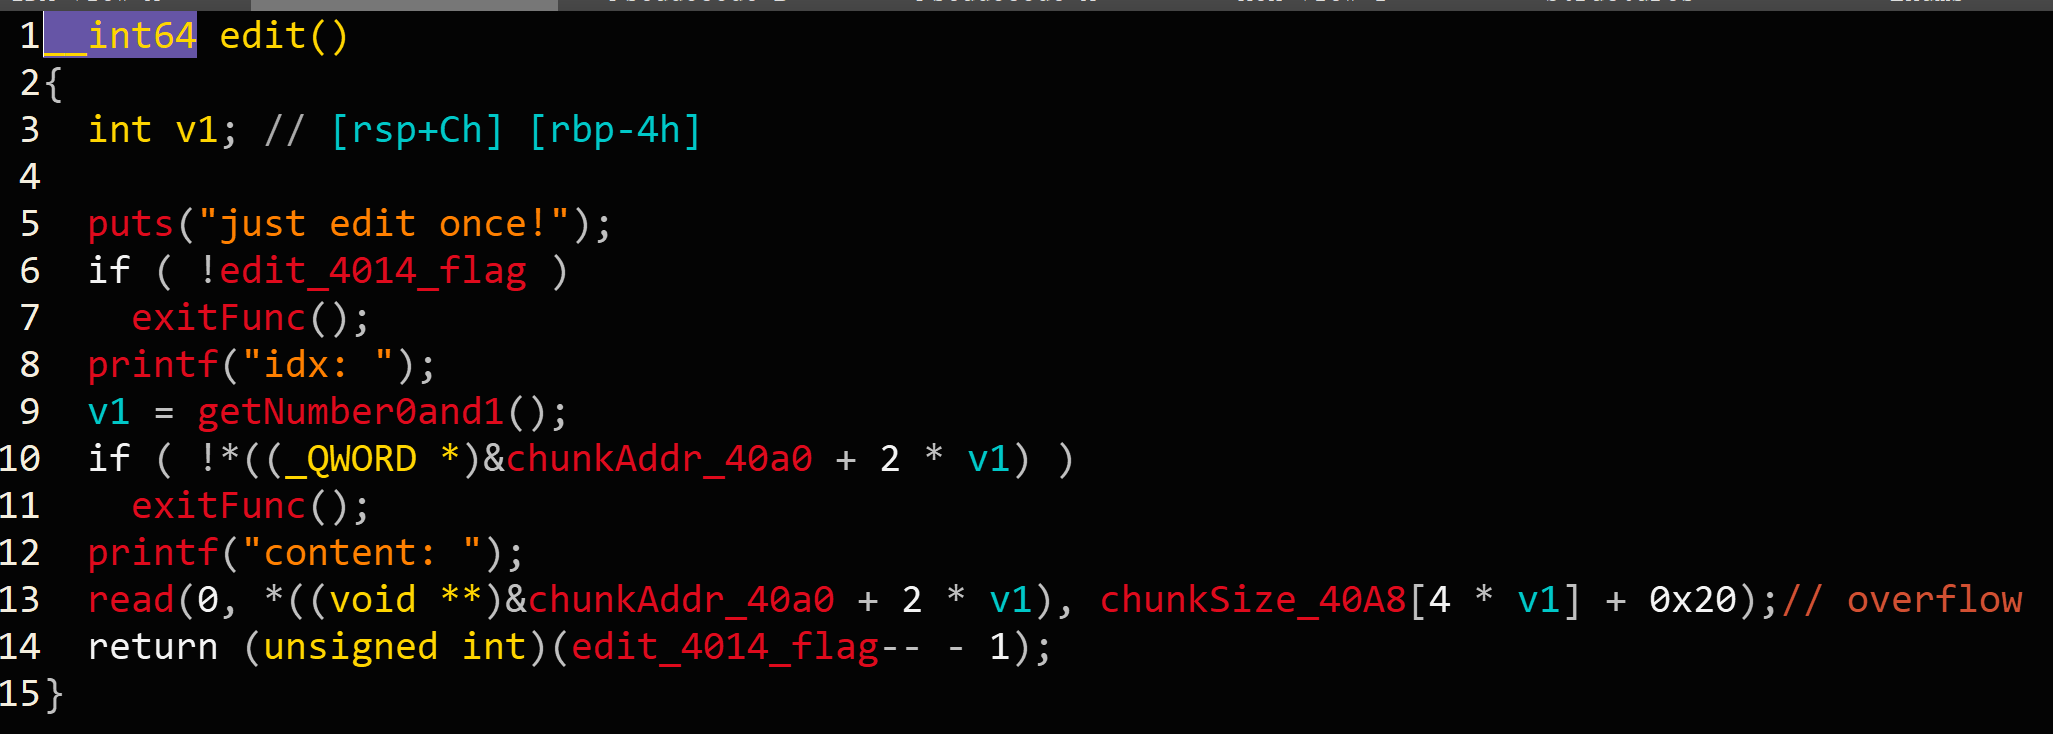 1 __int64 edit()
2 {
3   int v1; // [rsp+Ch] [rbp-4h]
4
5   puts("just edit once!");
6   if ( !edit_4014_flag )
7     exitFunc();
8   printf("idx: ");
9   v1 = getNumber0and1();
10   if ( !*((_QWORD *)&chunkAddr_40a0 + 2 * v1) )
11     exitFunc();
12   printf("content: ");
13   read(0, *((void **)&chunkAddr_40a0 + 2 * v1), chunkSize_40A8[4 * v1] + 0x20);// overflow
14   return (unsigned int)(edit_4014_flag-- - 1);
15 }